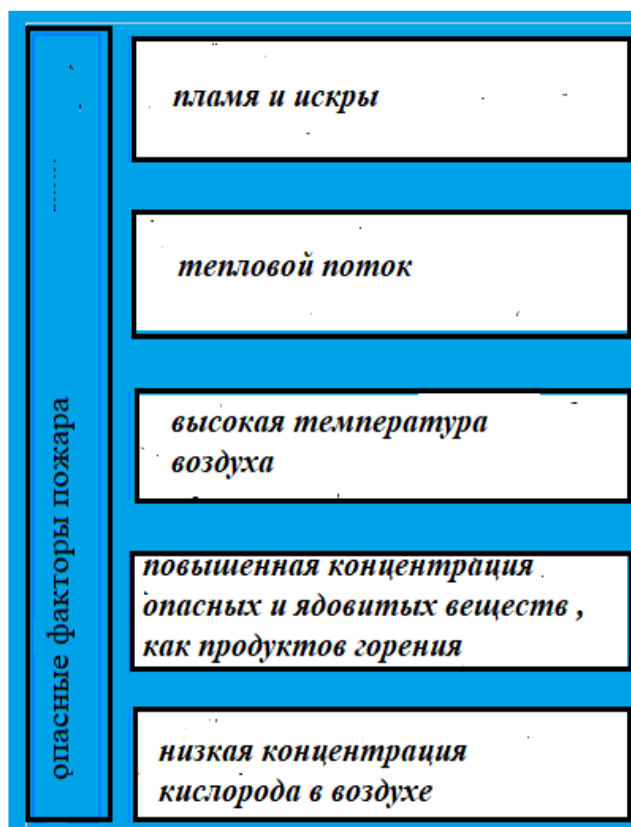 опасные факторы пожара
пламя и искры
тепловой поток
высокая температура
воздуха
повышенная концентрация
опасных и ядовитых веществ ,
как продуктов горения
низкая концентрация
кислорода в воздухе